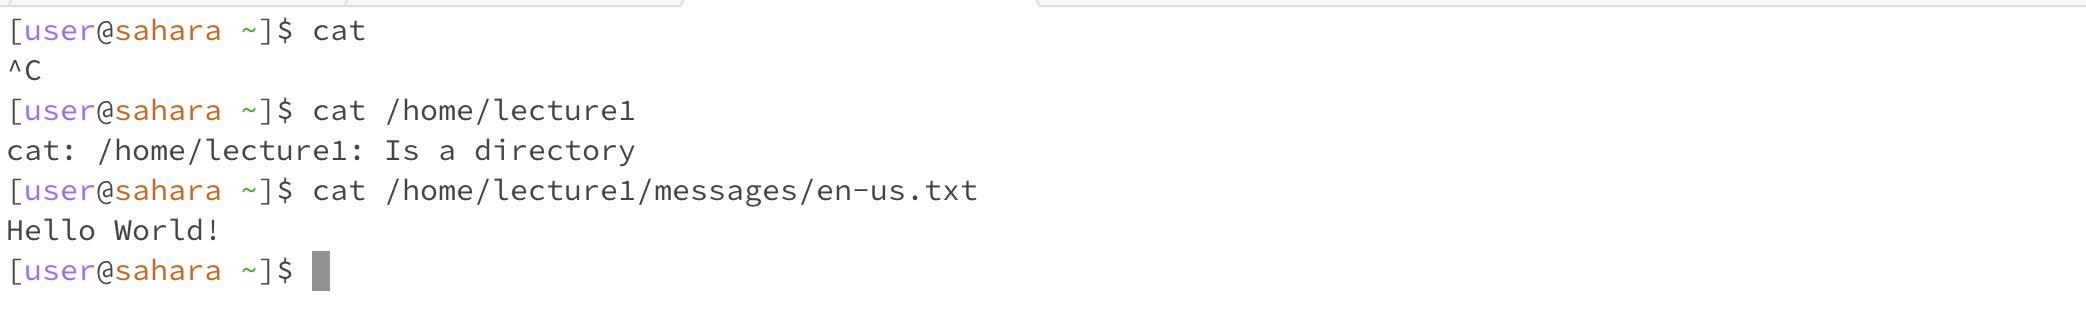 [user@sahara ~]$ cat
^C
[user@sahara ~]$ cat /home/lecture1
cat: /home/lecture1: Is a directory
[user@sahara ~]$ cat /home/lecture1/messages/en-us.txt
Hello World!
[user@sahara ~]$